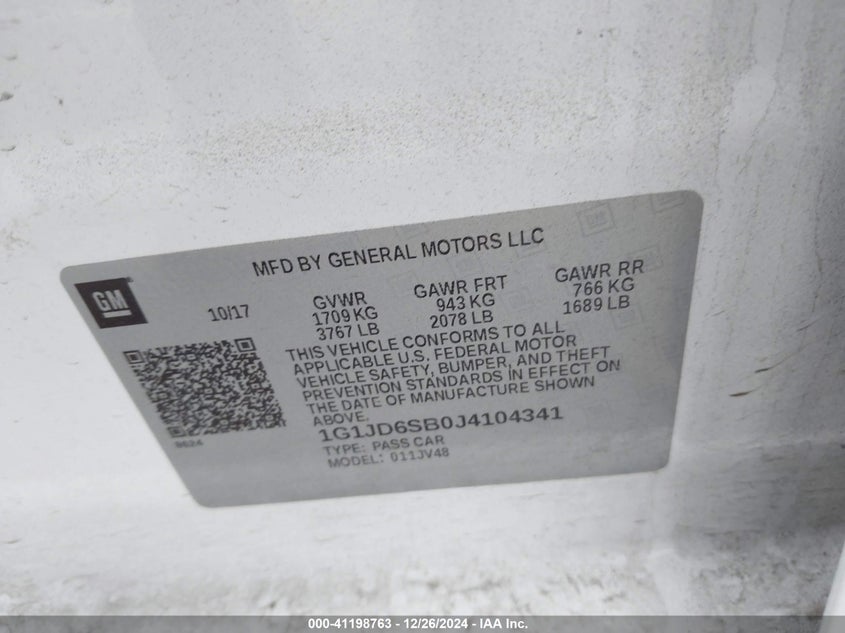 MFD BY GENERAL MOTORS LLC
GM
10/17
GVWR
1709 KG
3767 LB
GAWR FRT
943 KG
2078 LB
GAWR RR
766 KG
1689 LB
THIS VEHICLE CONFORMS TO ALL
APPLICABLE U.S. FEDERAL MOTOR
VEHICLE SAFETY, BUMPER, AND THEFT
PREVENTION STANDARDS IN EFFECT ON
THE DATE OF MANUFACTURE SHOWN
ABOVE.
8624
1G1JD6SB0J4104341
TYPE: PASS CAR
MODEL: 011JV48
000-41198763 - 12/26/2024 - IAA Inc.